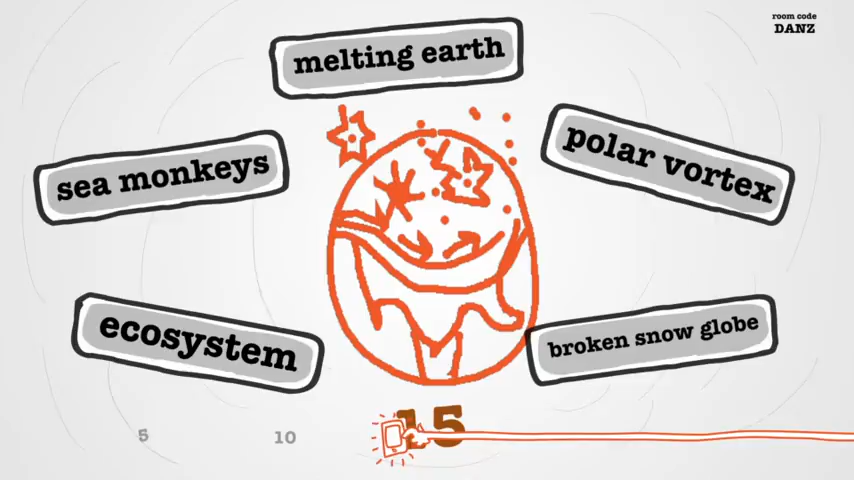 room code
DANZ
melting earth
sea monkeys
polar vortex
ecosystem
broken snow globe
5
10
15